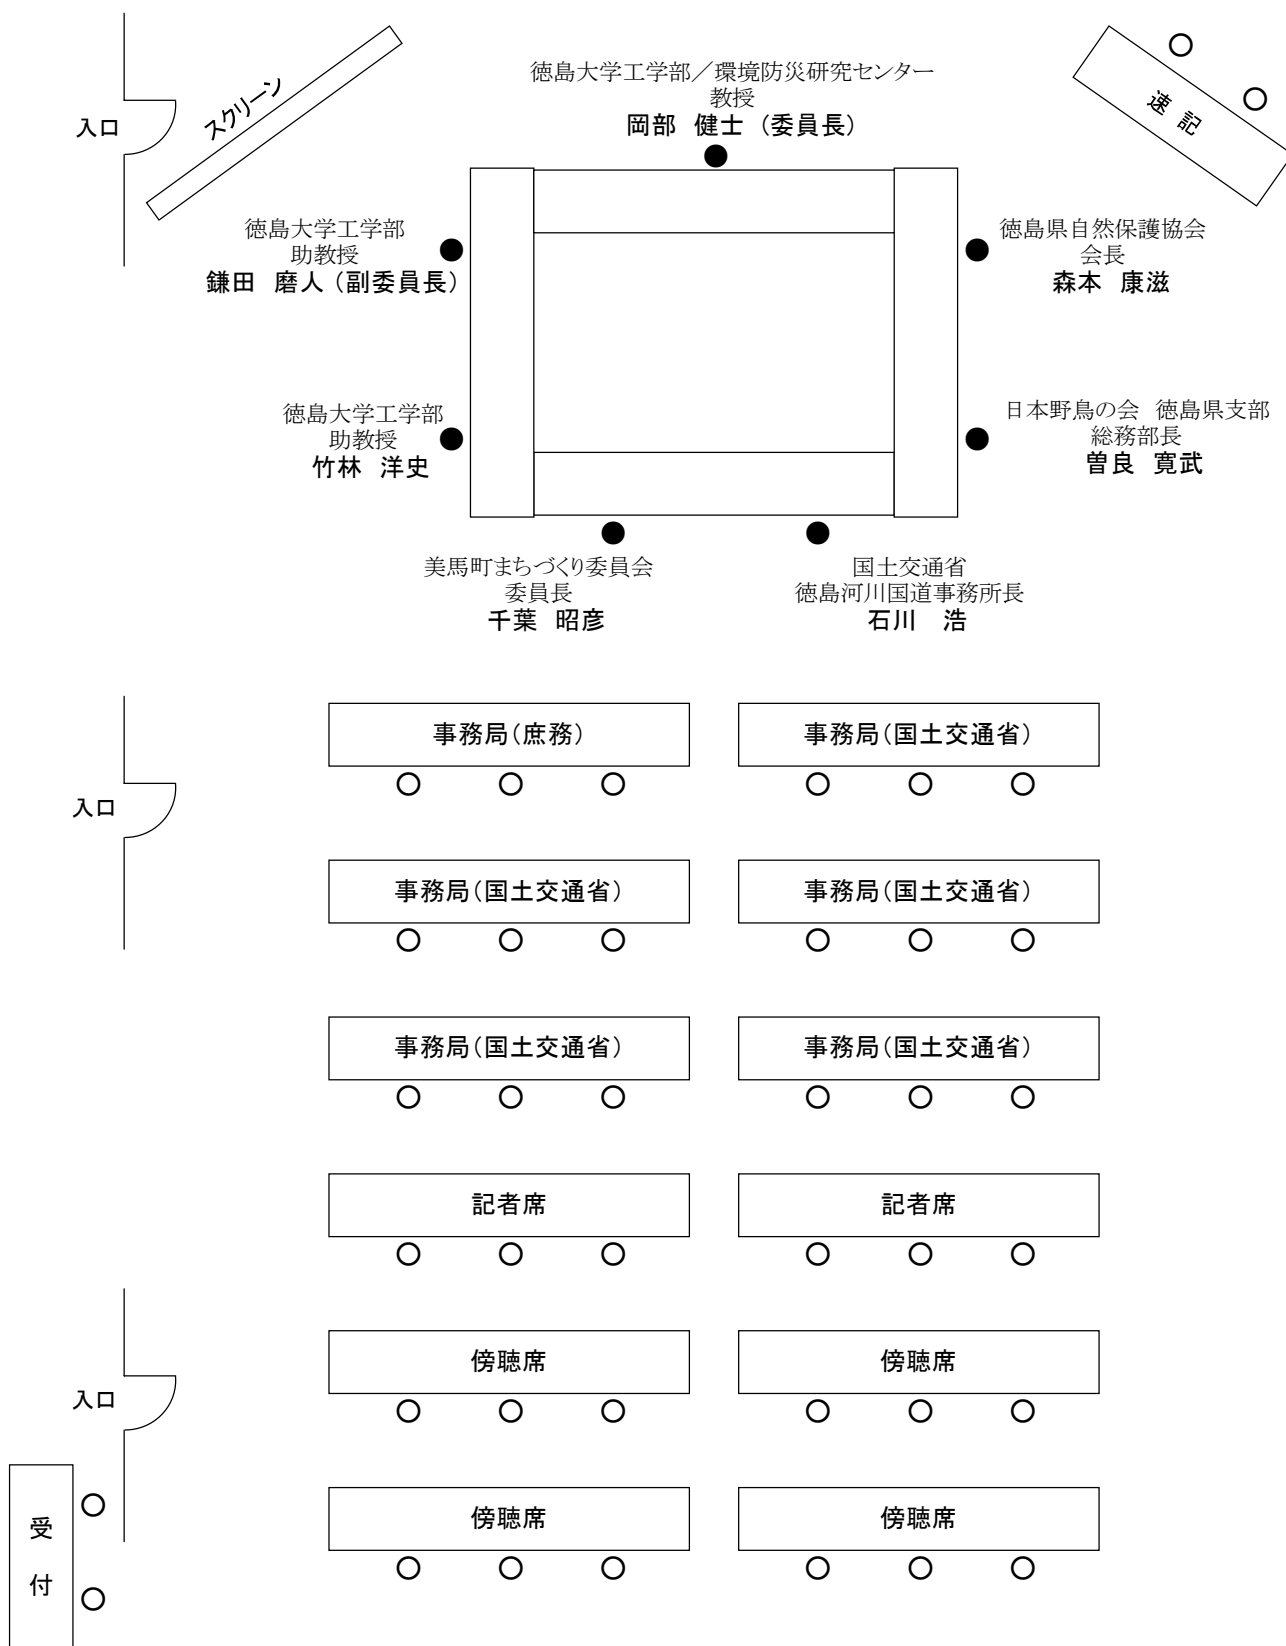 徳島大学工学部／環境防災研究センター
教授
岡部　健士（委員長）
入口
スクリーン
速記
徳島大学工学部
助教授
鎌田　磨人（副委員長）
徳島県自然保護協会
会長
森本　康滋
徳島大学工学部
助教授
竹林　洋史
日本野鳥の会　徳島県支部
総務部長
曽良　寛武
美馬町まちづくり委員会
委員長
千葉　昭彦
国土交通省
徳島河川国道事務所長
石川　浩
事務局（庶務）
事務局（国土交通省）
入口
事務局（国土交通省）
事務局（国土交通省）
事務局（国土交通省）
事務局（国土交通省）
記者席
記者席
傍聴席
傍聴席
入口
傍聴席
傍聴席
受付